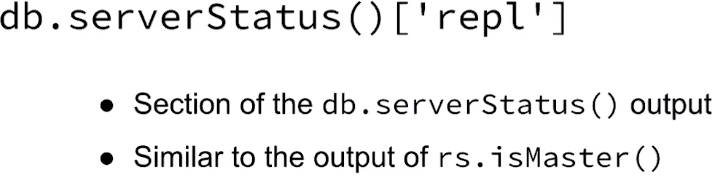 db.serverStatus()['repl']
● Section of the db.serverStatus() output
● Similar to the output of rs.isMaster()